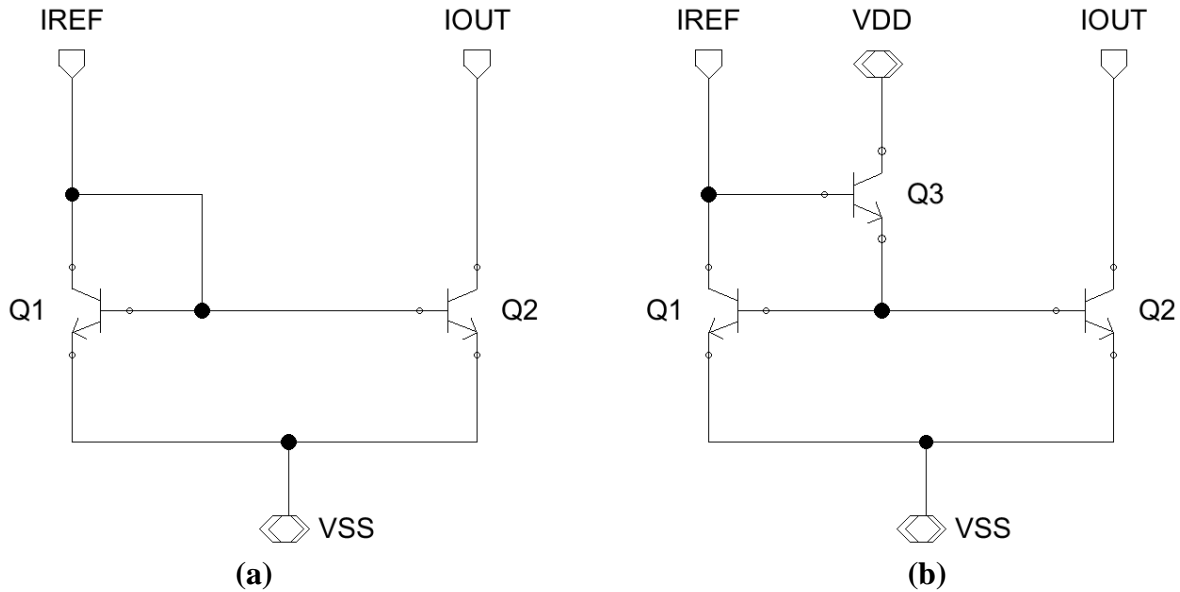 IREF IOUT IREF VDD IOUT
Q3
Q1 Q2 Q1 Q2
VSS VSS
(a) (b)